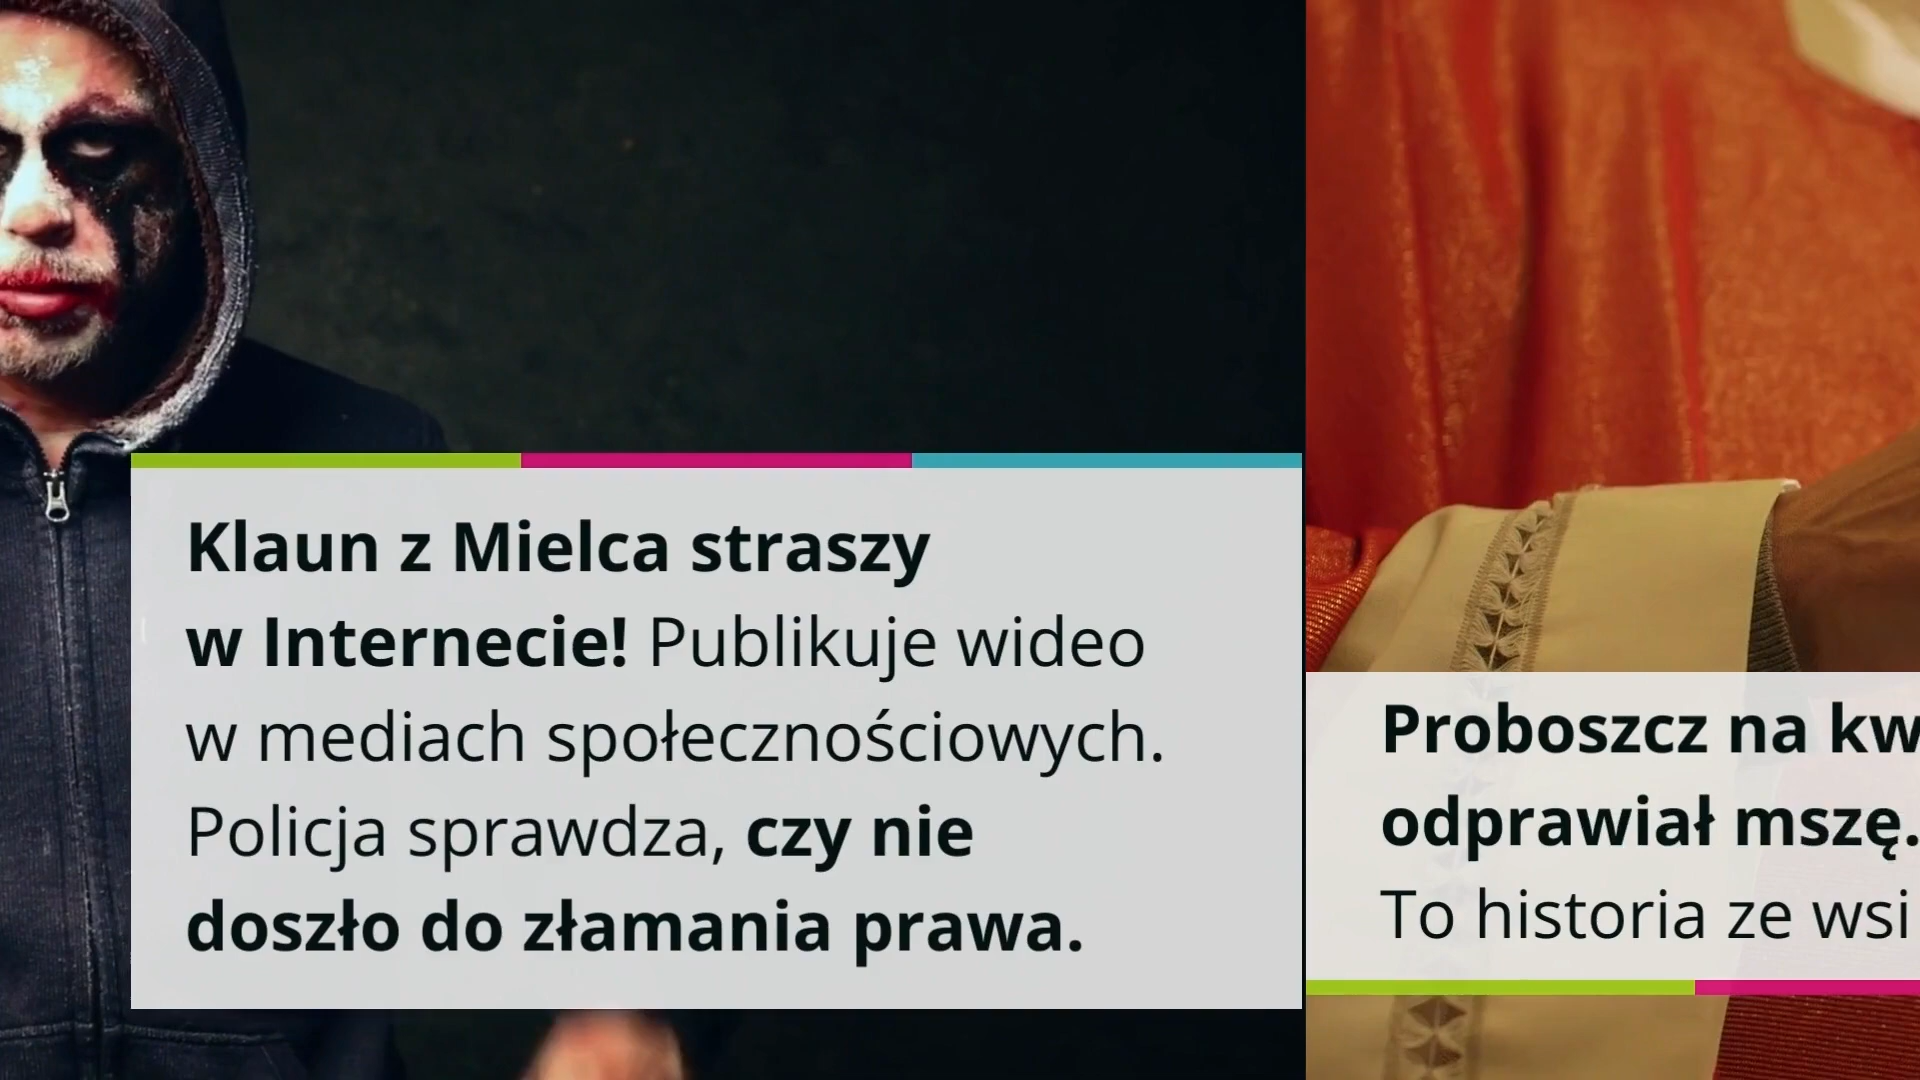 Klaun z Mielca straszy
w Internecie! Publikuje wideo
w mediach społecznościowych.
Policja sprawdza, czy nie
doszło do złamania prawa.
Proboszcz na
odprawiał mszę.
To historia ze wsi